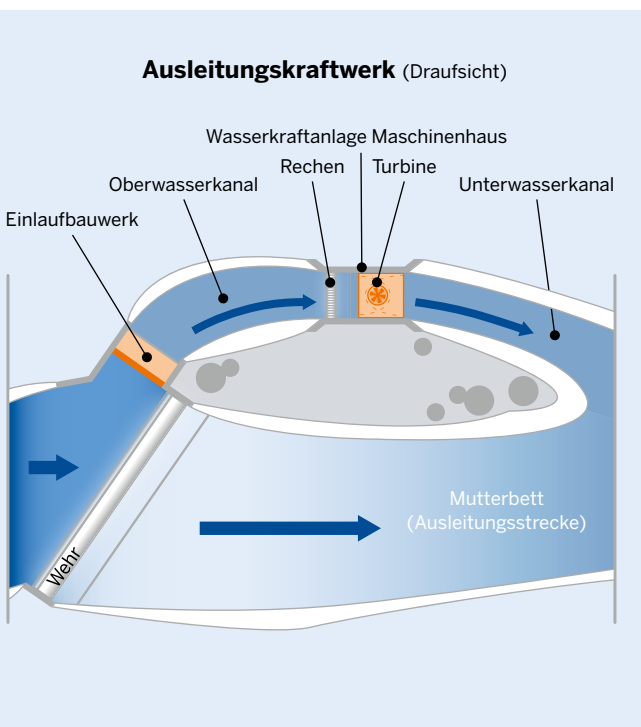 Ausleitungskraftwerk (Draufsicht)
Wasserkraftanlage Maschinenhaus
Rechen
Turbine
Oberwasserkanal
Unterwasserkanal
Einlaufbauwerk
Mutterbett
(Ausleitungsstrecke)
Wehr